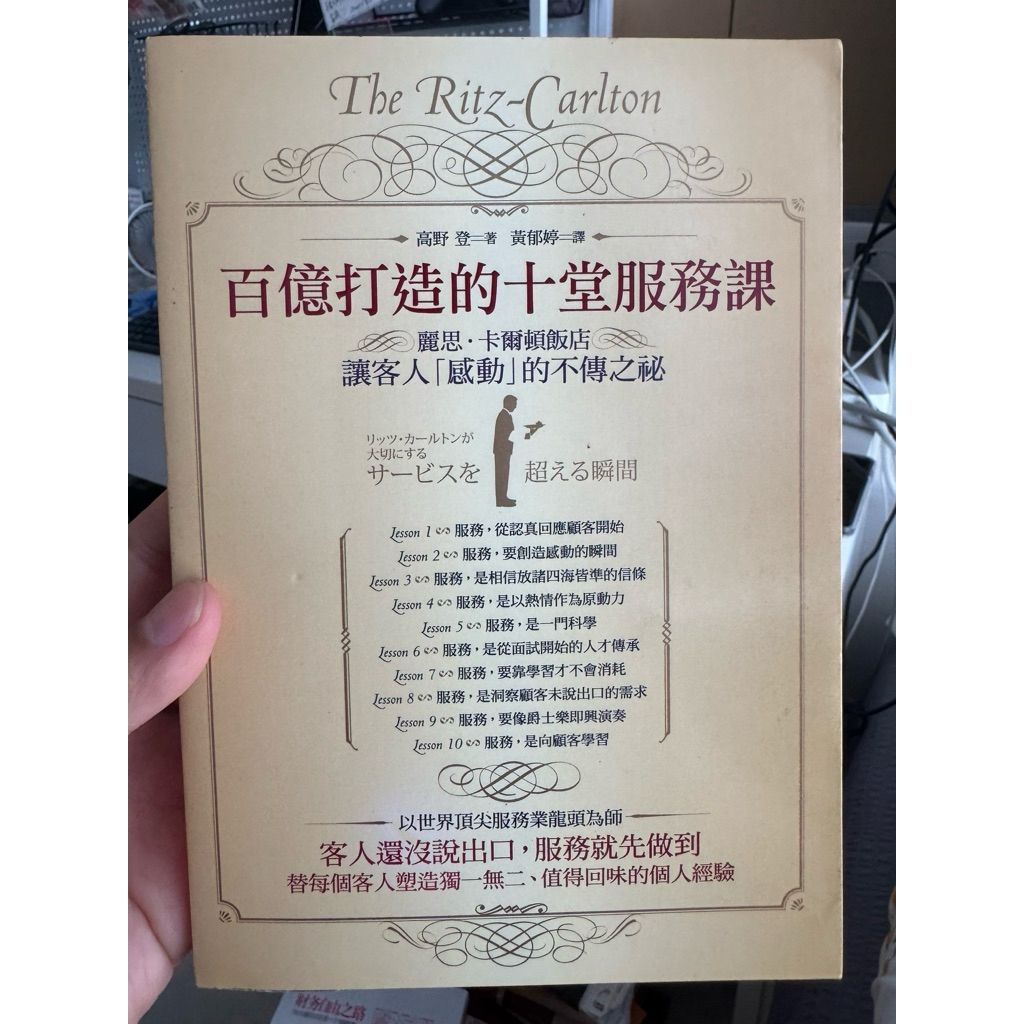 The Ritz-Carlton
高野 登=著 黃郁婷=譯
百億打造的十堂服務課
麗思·卡爾頓飯店
讓客人「感動」的不傳之祕
リッツ・カールトンが
大切にする
サービスを 超える瞬間
Lesson 1 服務，從認真回應顧客開始
Lesson 2 服務，要創造感動的瞬間
Lesson 3 服務，是相信放諸四海皆準的信條
Lesson 4 服務，是以熱情作為原動力
Lesson 5 服務，是一門科學
Lesson 6 服務，是從面試開始的人才傳承
Lesson 7 服務，要靠學習才不會消耗
Lesson 8 服務，是洞察顧客未說出口的需求
Lesson 9 服務，要像爵士樂即興演奏
Lesson 10 服務，是向顧客學習
以世界頂尖服務業龍頭為師
客人還沒說出口，服務就先做到
替每個客人塑造獨一無二、值得回味的個人經驗
财务自由之路